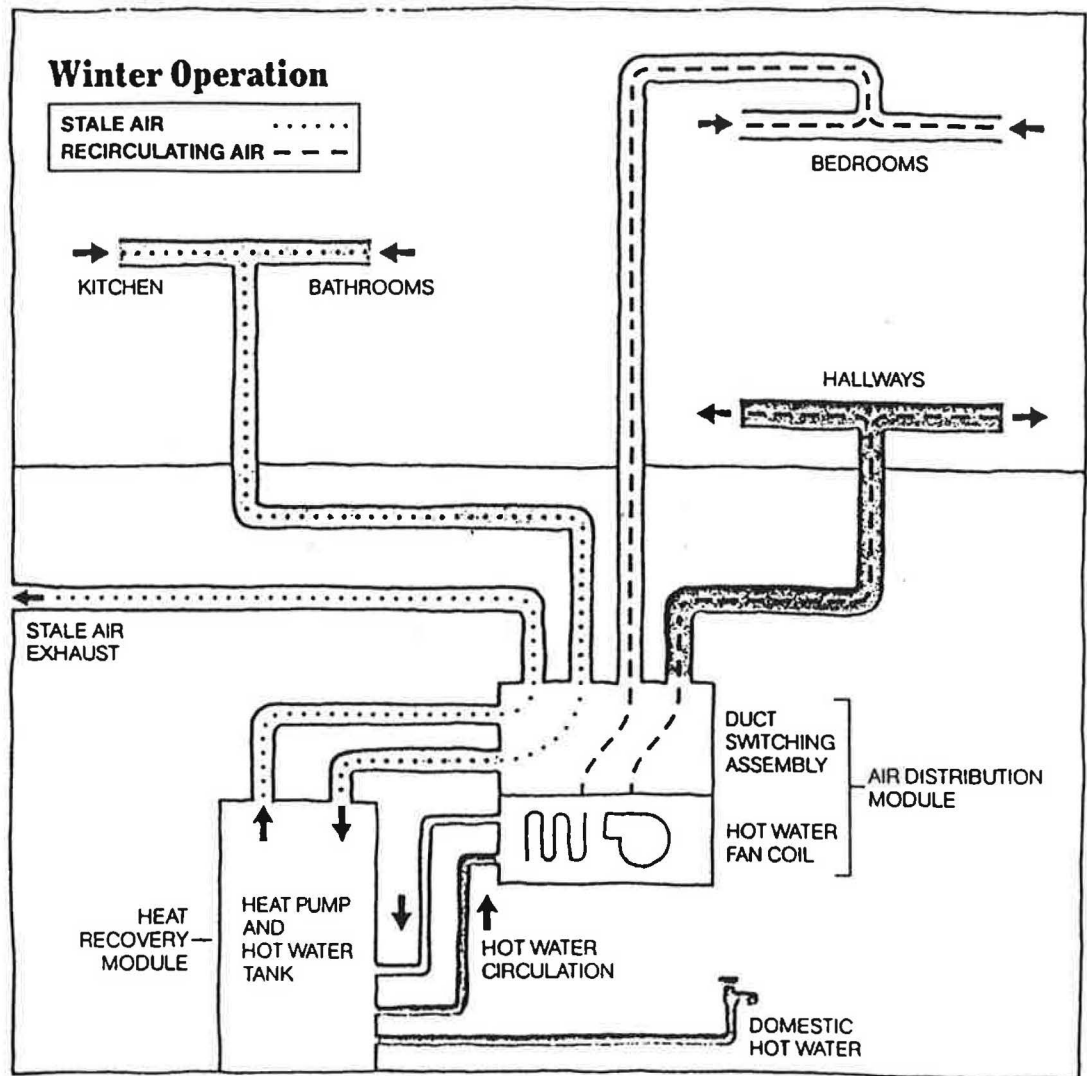 Winter Operation
STALE AIR
RECIRCULATING AIR
BEDROOMS
KITCHEN
BATHROOMS
HALLWAYS
STALE AIR
EXHAUST
DUCT
SWITCHING
ASSEMBLY
AIR DISTRIBUTION
MODULE
HOT WATER
FAN COIL
HEAT
RECOVERY
MODULE
HEAT PUMP
AND
HOT WATER
TANK
HOT WATER
CIRCULATION
DOMESTIC
HOT WATER